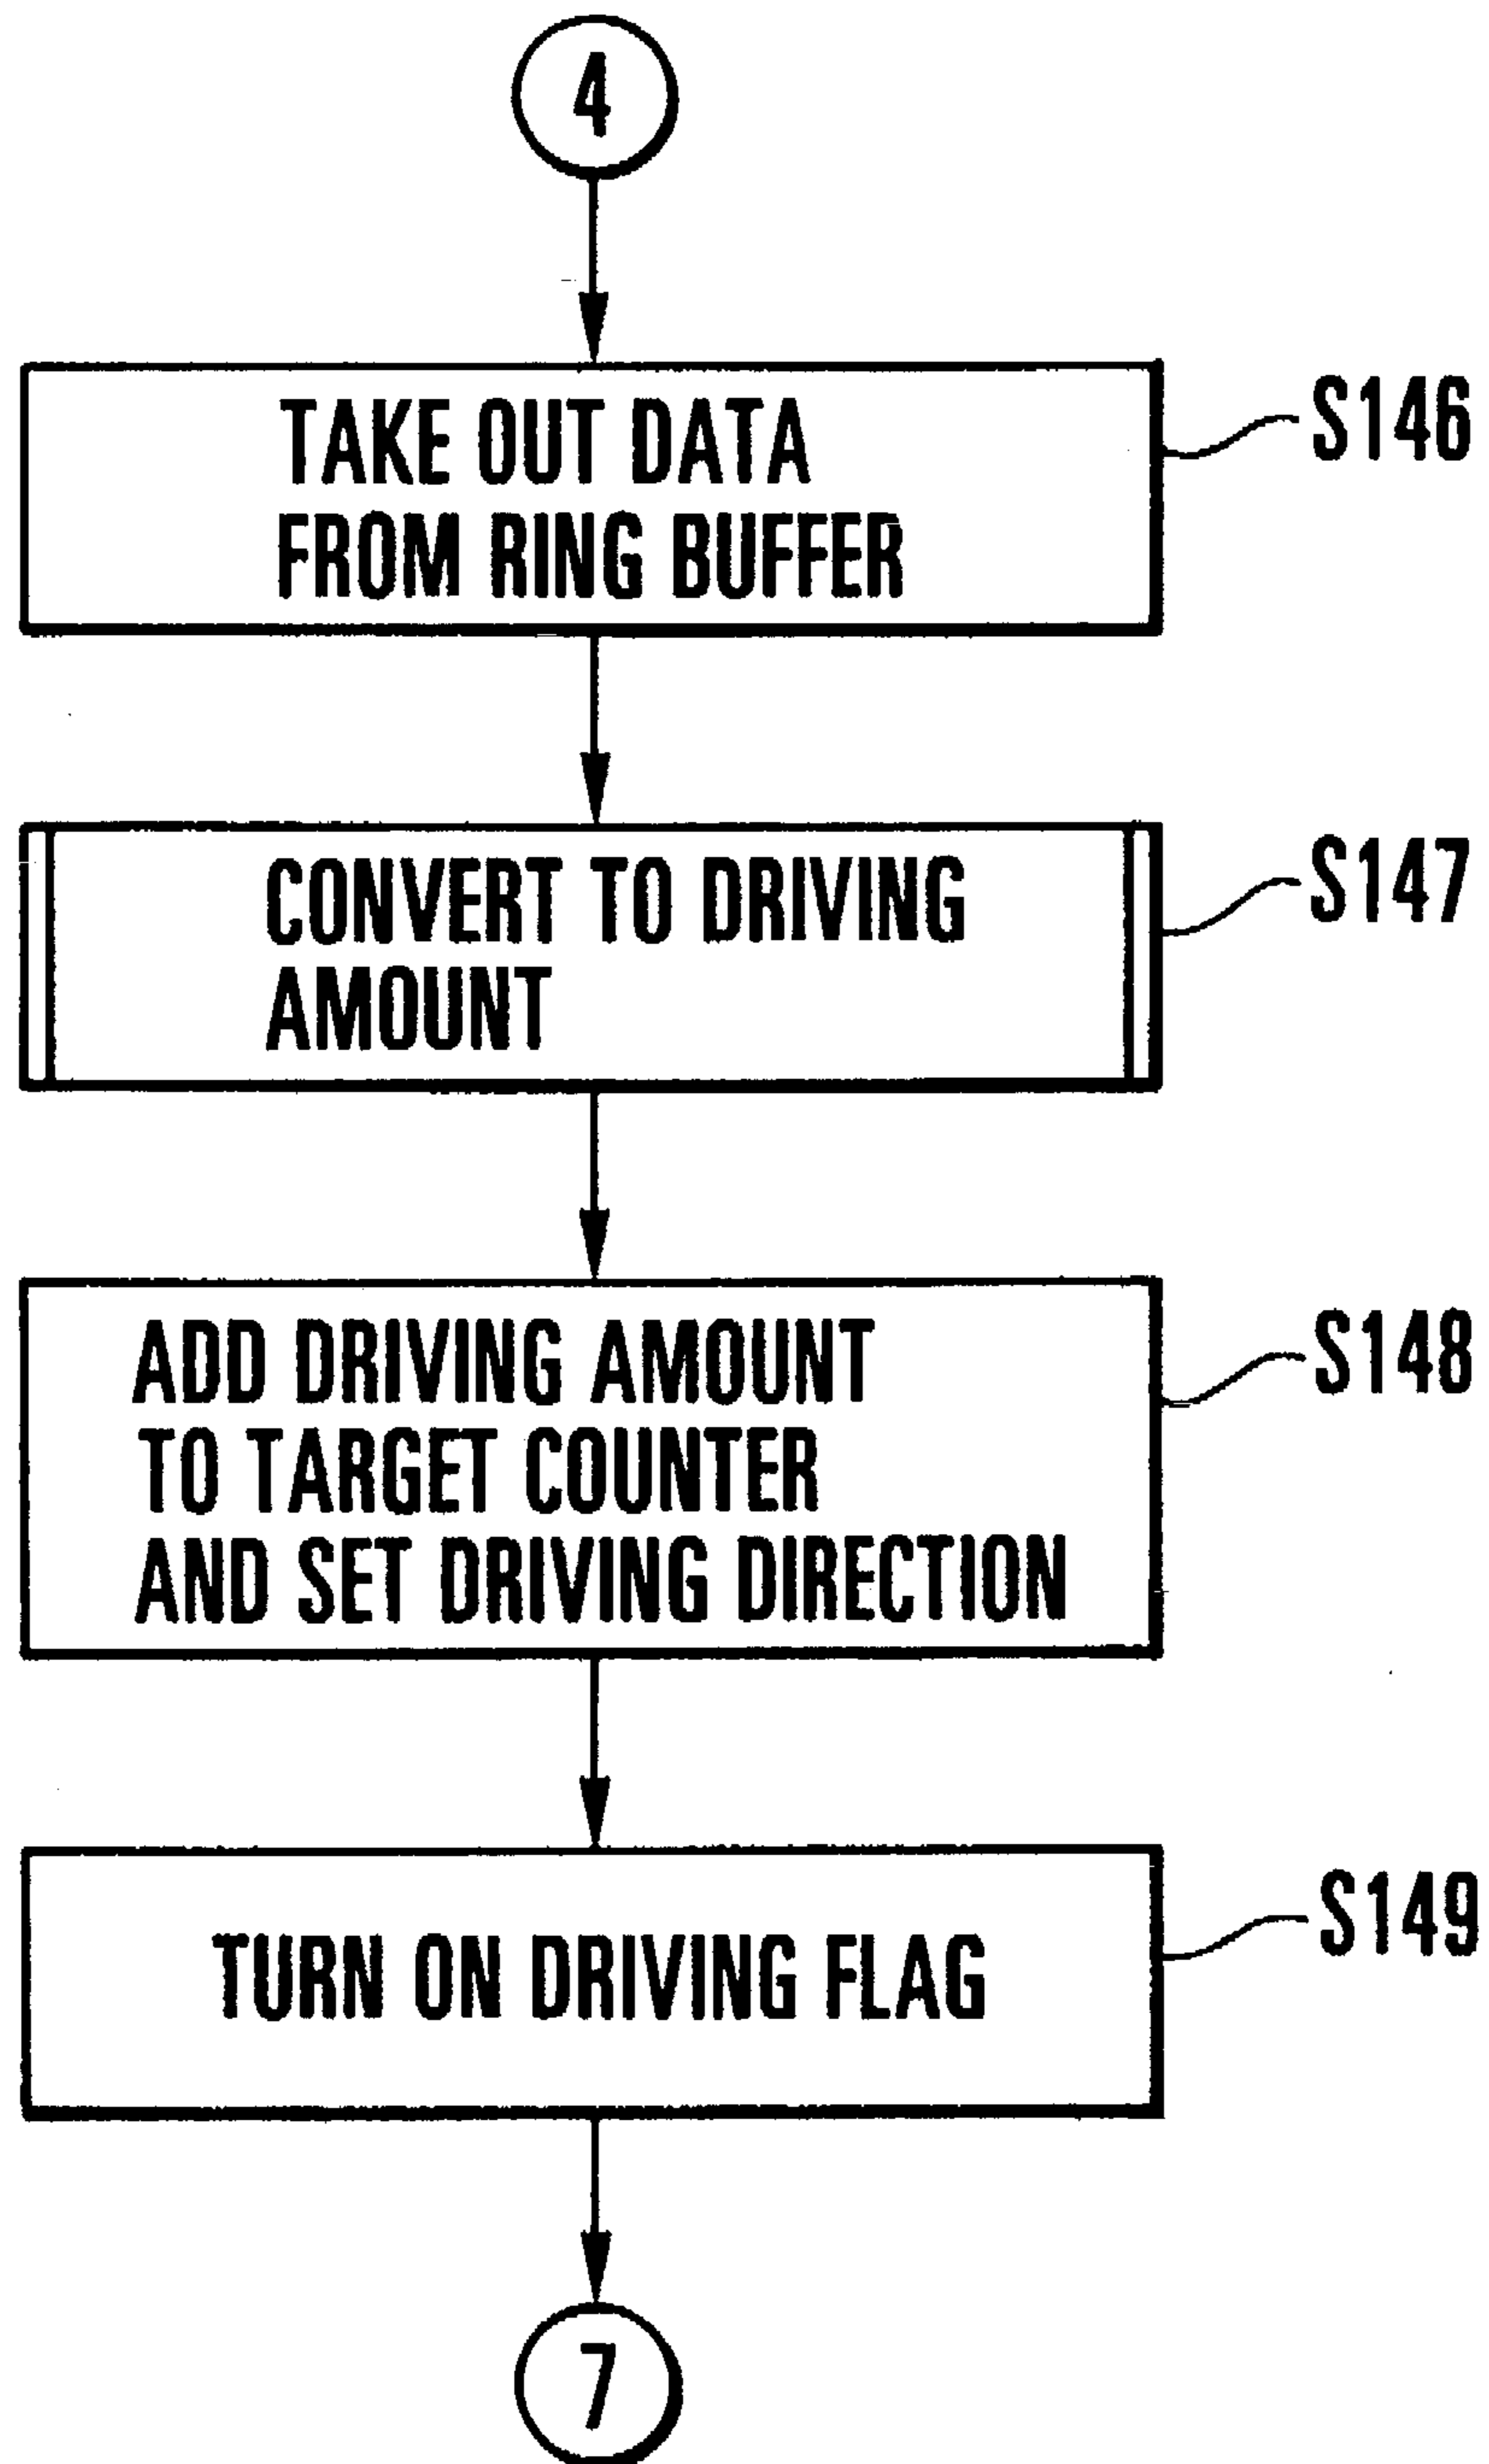 4
TAKE OUT DATA
FROM RING BUFFER
S146
CONVERT TO DRIVING
AMOUNT
S147
ADD DRIVING AMOUNT
TO TARGET COUNTER
AND SET DRIVING DIRECTION
S148
TURN ON DRIVING FLAG
S149
7